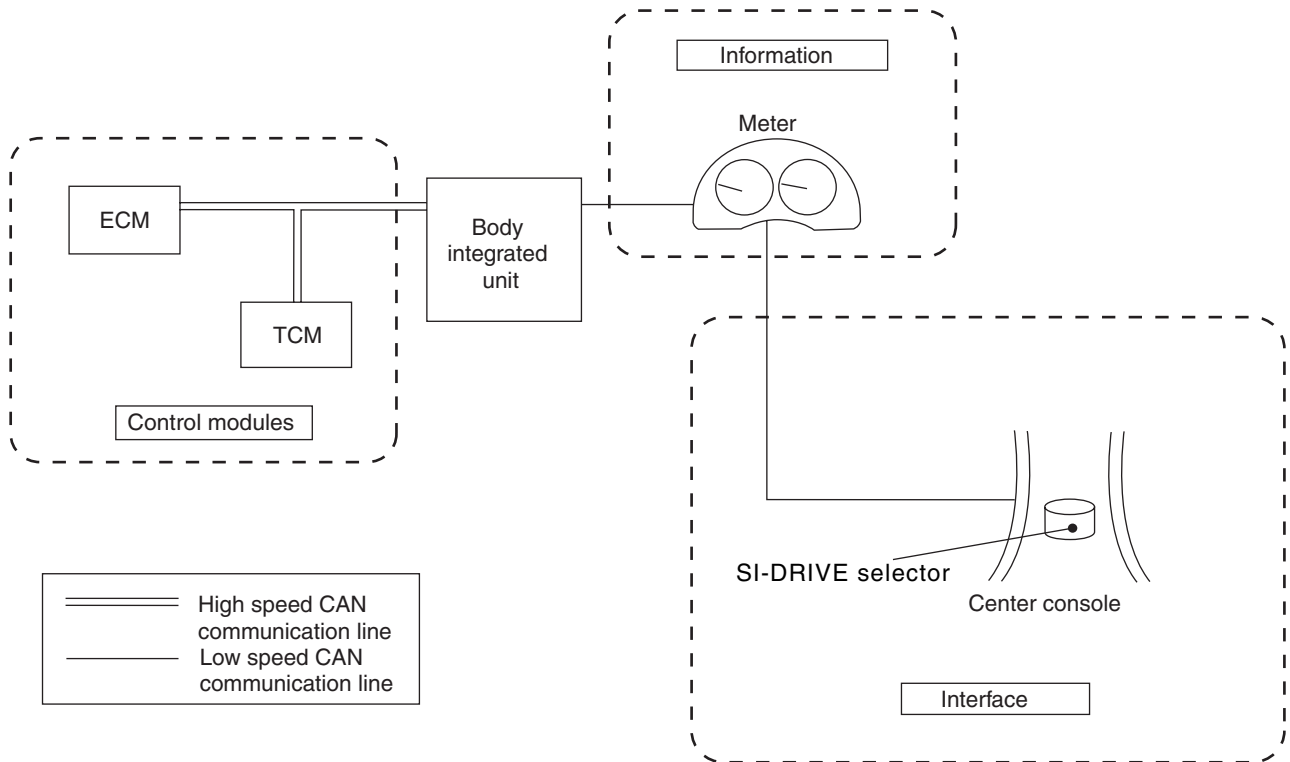 Information
Meter
ECM
Body
integrated
unit
TCM
Control modules
SI-DRIVE selector
Center console
High speed CAN
communication line
Low speed CAN
communication line
Interface